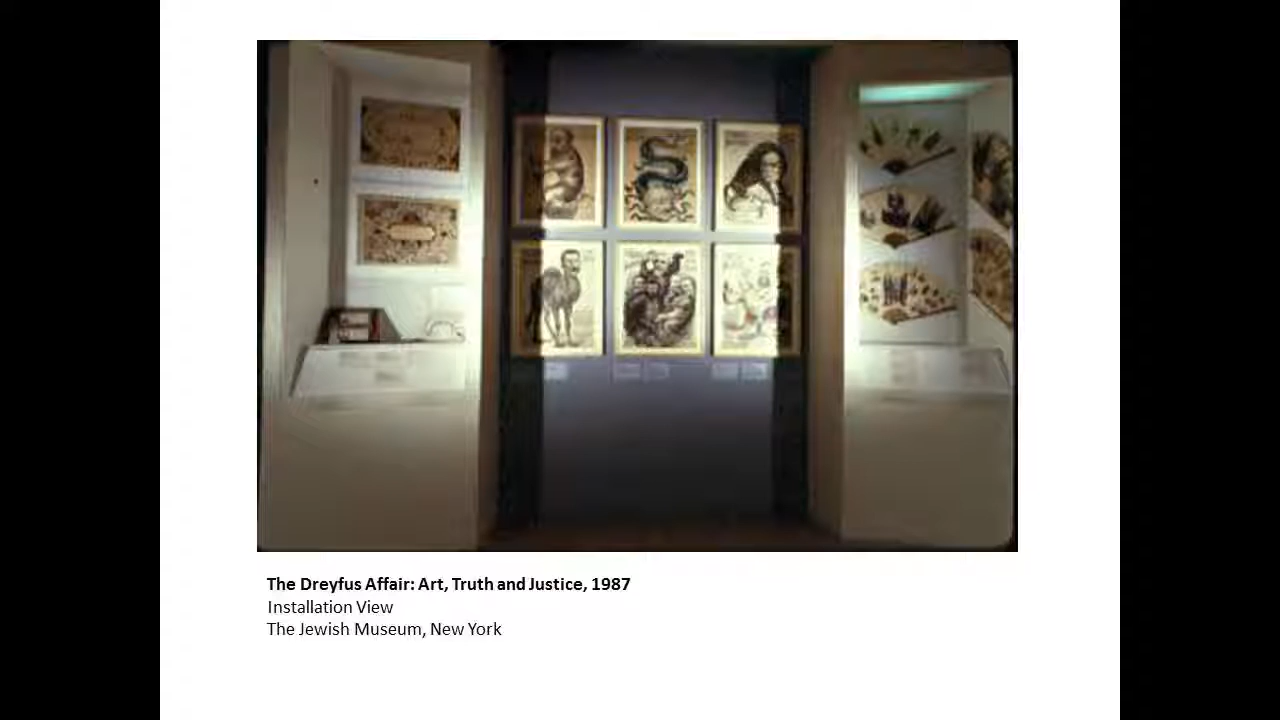 The Dreyfus Affair: Art, Truth and Justice, 1987
Installation View
The Jewish Museum, New York